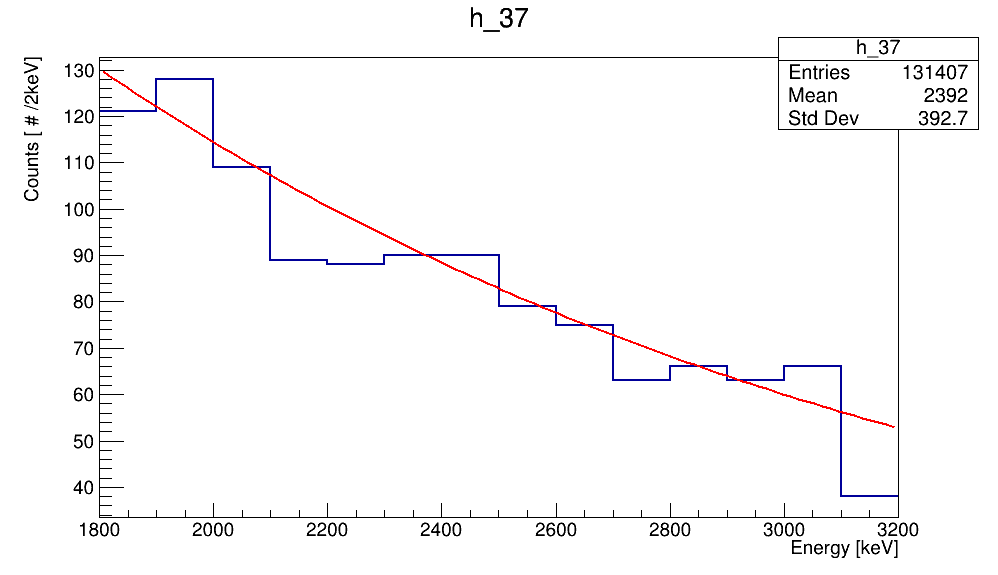 h_37
h_37
Entries 131407
Mean 2392
Std Dev 392.7
Counts [ # /2keV]
130
120
110
100
90
80
70
60
50
40
1800 2000 2200 2400 2600 2800 3000 3200
Energy [keV]